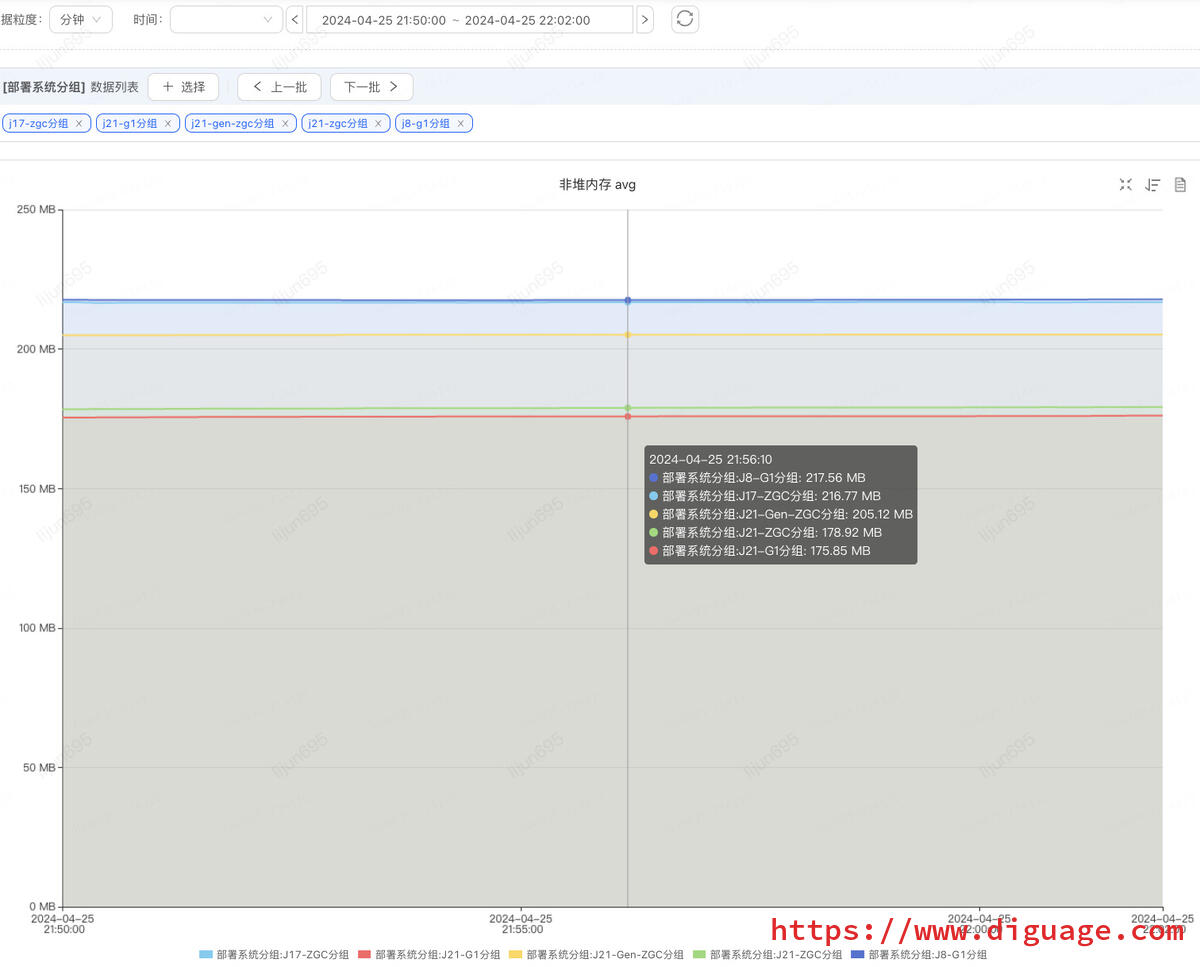 据粒度: 分钟 时间: 2024-04-25 21:50:00 ~ 2024-04-25 22:02:00
[部署系统分组] 数据列表 + 选择 < 上一批 下一批 >
j17-zgc分组 × j21-g1分组 × j21-gen-zgc分组 × j21-zgc分组 × j8-g1分组 ×
非堆内存 avg
250 MB
200 MB
150 MB
100 MB
50 MB
0 MB
2024-04-25 21:56:10
部署系统分组:J8-G1分组: 217.56 MB
部署系统分组:J17-ZGC分组: 216.77 MB
部署系统分组:J21-Gen-ZGC分组: 205.12 MB
部署系统分组:J21-ZGC分组: 178.92 MB
部署系统分组:J21-G1分组: 175.85 MB
2024-04-25 2024-04-25 2024-04-25 2024-04-25
21:50:00 21:55:00 22:00:00 22:02:00
https://www.diguage.com
部署系统分组:J17-ZGC分组 部署系统分组:J21-G1分组 部署系统分组:J21-Gen-ZGC分组 部署系统分组:J21-ZGC分组 部署系统分组:J8-G1分组
lijun695